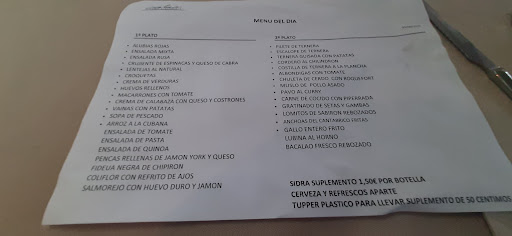 MENU DEL DIA
1º PLATO
ALUBIAS ROJAS
ENSALADA MIXTA
ENSALADA RUSA
CRUJIENTE DE ESPINACAS Y QUESO DE CABRA
LENTEJAS AL NATURAL
CROQUETAS
CREMA DE VERDURAS
HUEVOS RELLENOS
MACARRONES CON TOMATE
CREMA DE CALABAZA CON QUESO Y COSTRONES
VAINAS CON PATATAS
SOPA DE PESCADO
ARROZ A LA CUBANA
ENSALADA DE TOMATE
ENSALADA DE PASTA
ENSALADA DE QUINOA
PENCAS RELLENAS DE JAMON YORK Y QUESO
FIDEUA NEGRA DE CHIPIRON
COLIFLOR CON REFRITO DE AJOS
SALMOREJO CON HUEVO DURO Y JAMON
2º PLATO
FILETE DE TERNERA
ESCALOPE DE TERNERA
TERNERA GUISADA CON PATATAS
CORDERO AL CHILINDRON
COSTILLA DE TERNERA A LA PLANCHA
ALBONDIGAS CON TOMATE
CHULETA DE CERDO CON ROQUEFORT
MUSLO DE POLLO ASADO
PAVO AL CURRY
CARNE DE COCIDO CON PIPERRADA
GRATINADO DE SETAS Y GAMBAS
LOMITOS DE SABIRON REBOZADOS
ANCHOAS DEL CANTABRICO FRITAS
GALLO ENTERO FRITO
LUBINA AL HORNO
BACALAO FRESCO REBOZADO
SIDRA SUPLEMENTO 1,50€ POR BOTELLA
CERVEZA Y REFRESCOS APARTE
TUPPER PLASTICO PARA LLEVAR SUPLEMENTO DE 50 CENTIMOS